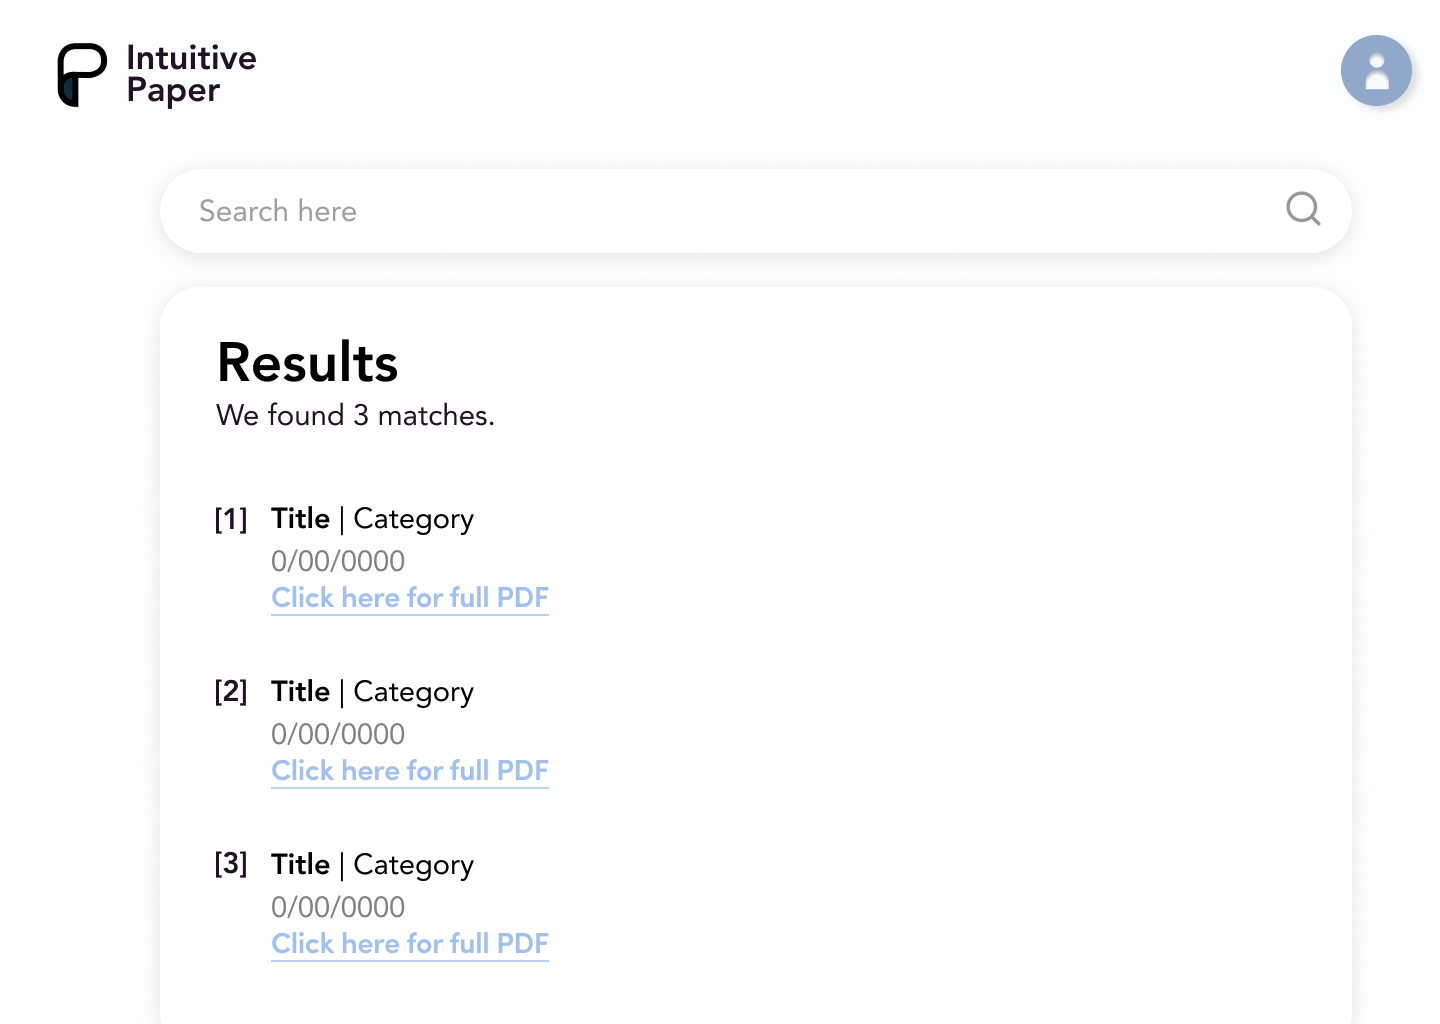 Intuitive
Paper
Search here
Results
We found 3 matches.
[1] Title | Category
0/00/0000
Click here for full PDF
[2] Title | Category
0/00/0000
Click here for full PDF
[3] Title | Category
0/00/0000
Click here for full PDF